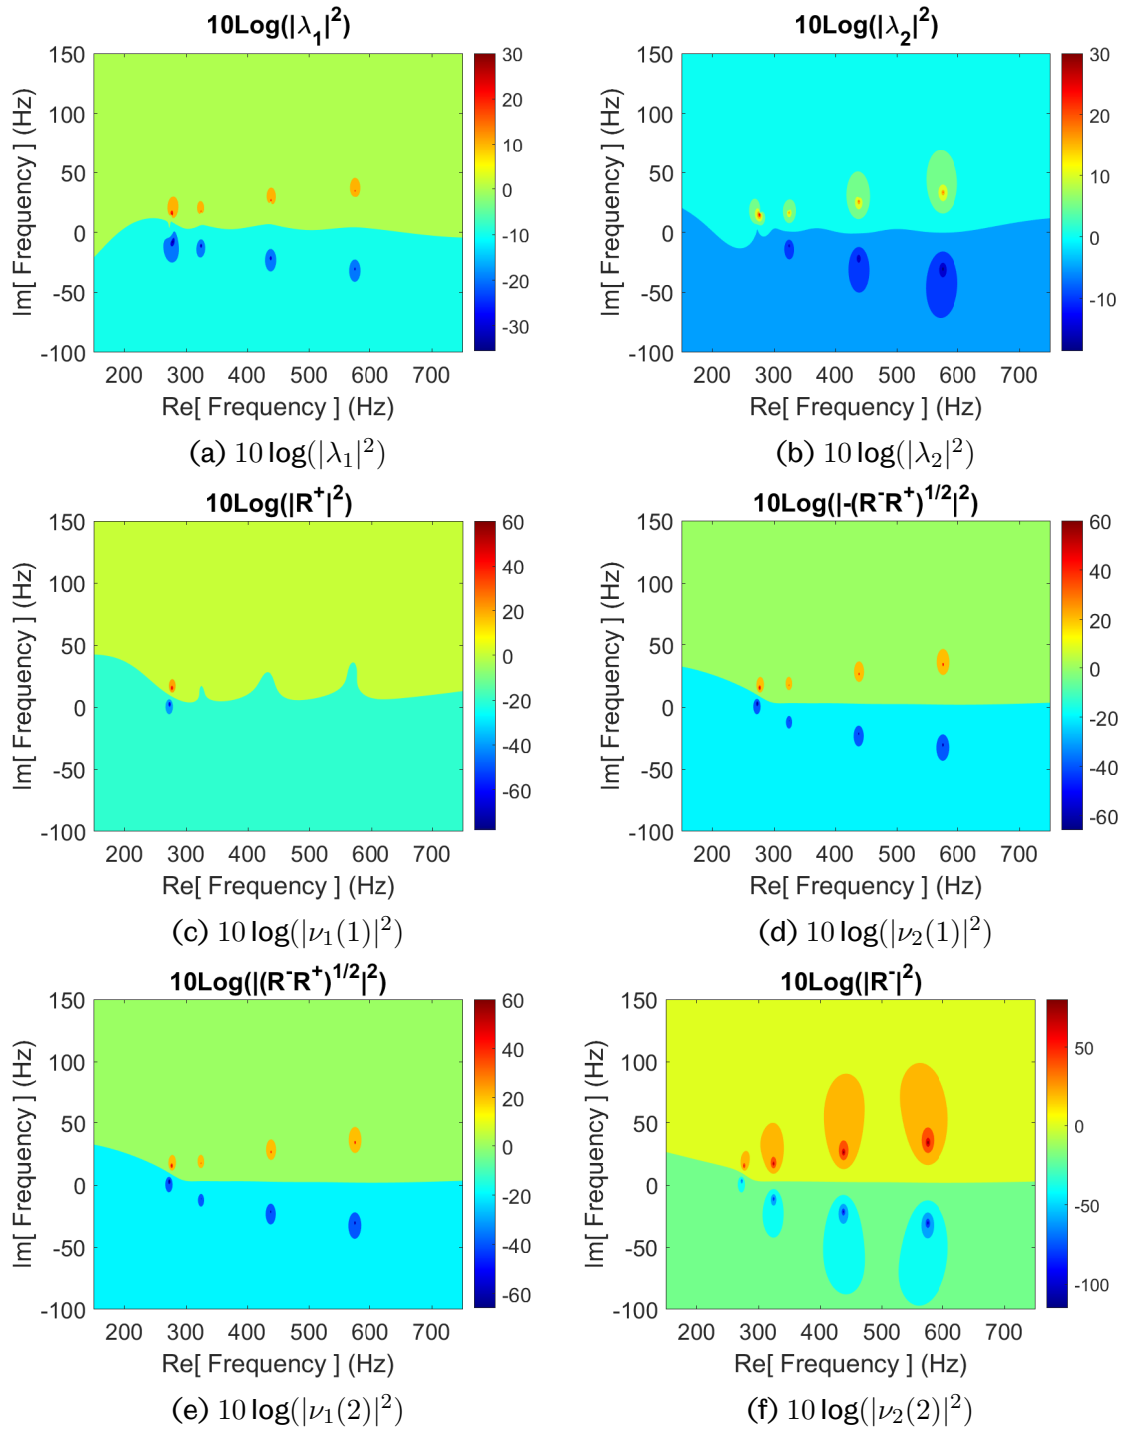 10Log(|λ₁|²)
10Log(|λ₂|²)
150
100
50
0
-50
-100
Im[ Frequency ] (Hz)
200 300 400 500 600 700
Re[ Frequency ] (Hz)
30
20
10
0
-10
-20
-30
150
100
50
0
-50
-100
Im[ Frequency ] (Hz)
200 300 400 500 600 700
Re[ Frequency ] (Hz)
30
20
10
0
-10
(a) 10 log(|λ₁|²)
(b) 10 log(|λ₂|²)
10Log(|R⁺|²)
10Log(|-(R⁻R⁺)¹ᐟ²|²)
150
100
50
0
-50
-100
Im[ Frequency ] (Hz)
200 300 400 500 600 700
Re[ Frequency ] (Hz)
60
40
20
0
-20
-40
-60
150
100
50
0
-50
-100
Im[ Frequency ] (Hz)
200 300 400 500 600 700
Re[ Frequency ] (Hz)
60
40
20
0
-20
-40
-60
(c) 10 log(|ν₁(1)|²)
(d) 10 log(|ν₂(1)|²)
10Log(|(R⁻R⁺)¹ᐟ²|²)
10Log(|R⁻|²)
150
100
50
0
-50
-100
Im[ Frequency ] (Hz)
200 300 400 500 600 700
Re[ Frequency ] (Hz)
60
40
20
0
-20
-40
-60
150
100
50
0
-50
-100
Im[ Frequency ] (Hz)
200 300 400 500 600 700
Re[ Frequency ] (Hz)
50
0
-50
-100
(e) 10 log(|ν₁(2)|²)
(f) 10 log(|ν₂(2)|²)